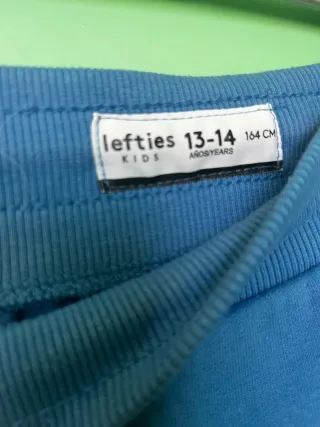 lefties 13-14 164 CM
KIDS AÑOS/YEARS